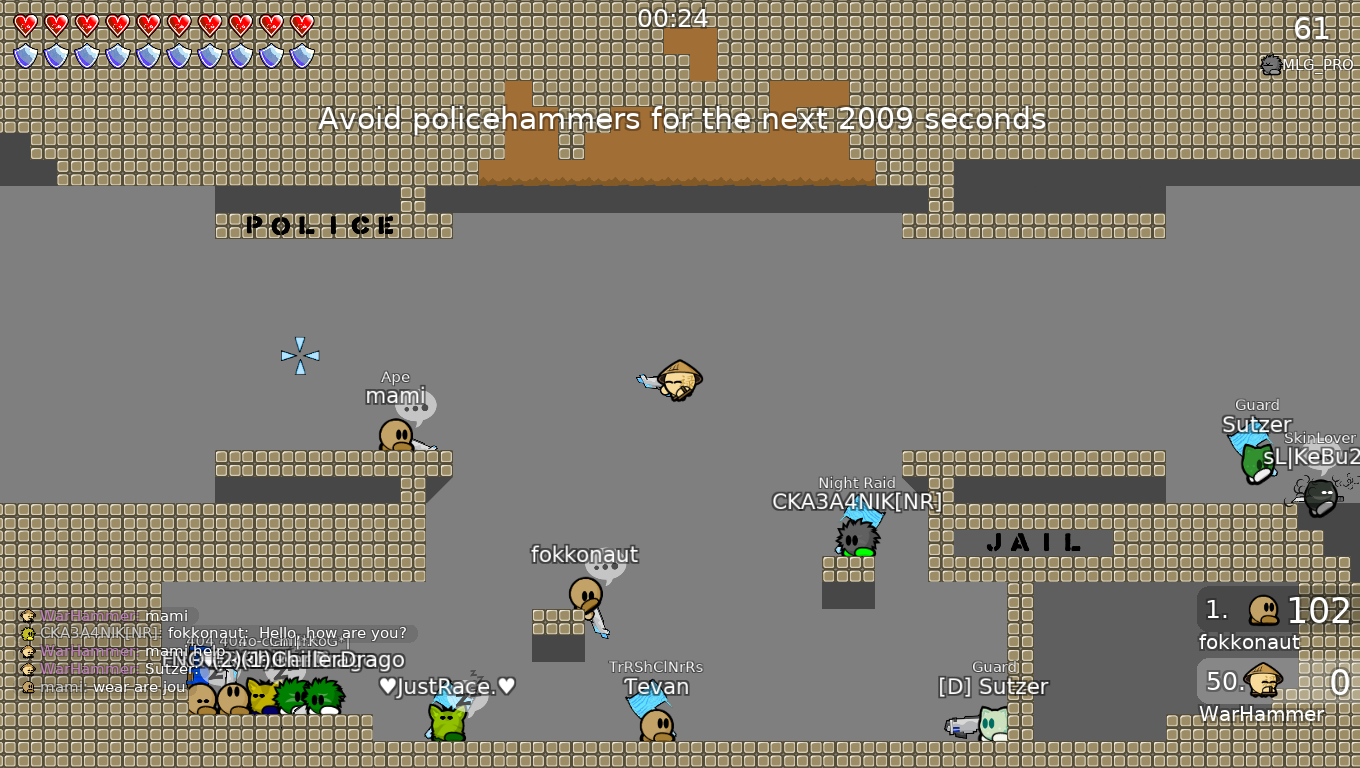 00:24
61
MLG_PRO
Avoid policehammers for the next 2009 seconds
POLICE
Ape
mami
Guard
Sutzer
SkinLover
sL|KeBu2
Night Raid
CKA3A4NIK[NR]
JAIL
fokkonaut
1. 102
fokkonaut
50. 0
WarHammer
WarHammer: mami
CKA3A4NIK[NR]: fokkonaut: Hello, how are you?
WarHammer: mami help
WarHammer: Sutzer
mami: wear are jou
ChillerDrago
♥JustRace.♥
TrRShClNrRs
Tevan
Guard
[D] Sutzer